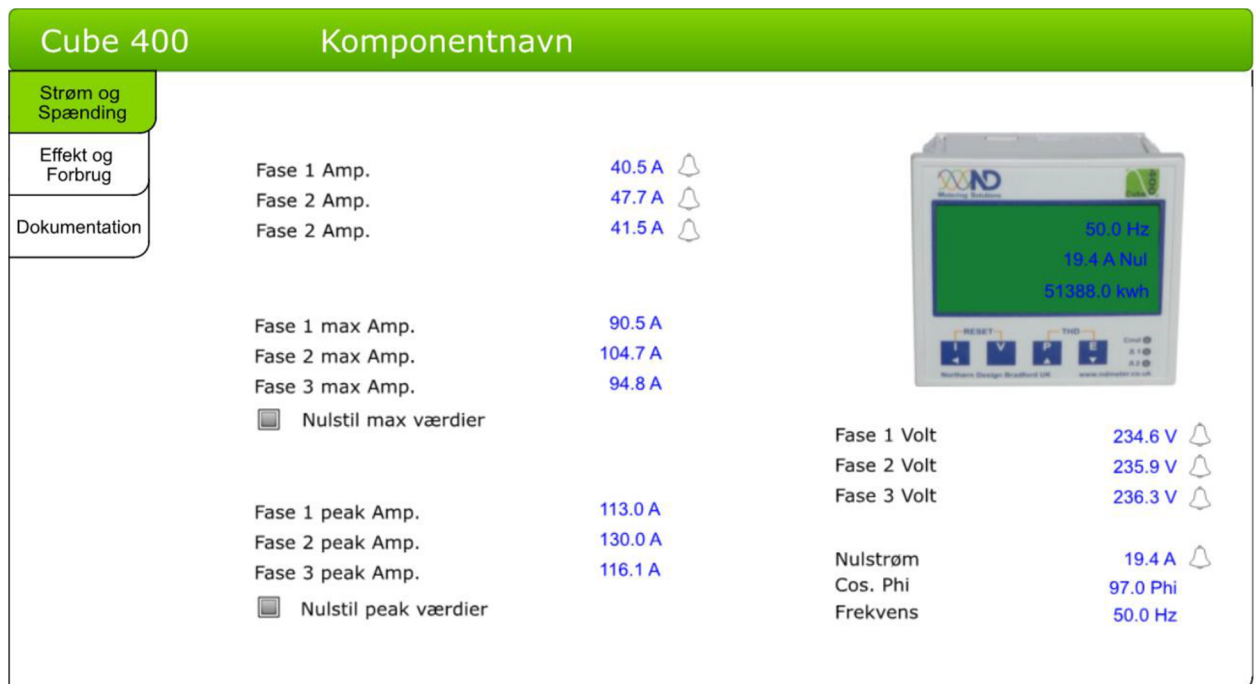 Cube 400 Komponentnavn
Strøm og
Spænding
Effekt og
Forbrug
Dokumentation
Fase 1 Amp. 40.5 A
Fase 2 Amp. 47.7 A
Fase 2 Amp. 41.5 A
Fase 1 max Amp. 90.5 A
Fase 2 max Amp. 104.7 A
Fase 3 max Amp. 94.8 A
Nulstil max værdier
Fase 1 peak Amp. 113.0 A
Fase 2 peak Amp. 130.0 A
Fase 3 peak Amp. 116.1 A
Nulstil peak værdier
ND
Metering Solutions
Cube 400
50.0 Hz
19.4 A Nul
51388.0 kwh
RESET THD
I V P E
Northern Design Bradford UK www.ndmeter.co.uk
Fase 1 Volt 234.6 V
Fase 2 Volt 235.9 V
Fase 3 Volt 236.3 V
Nulstrøm 19.4 A
Cos. Phi 97.0 Phi
Frekvens 50.0 Hz